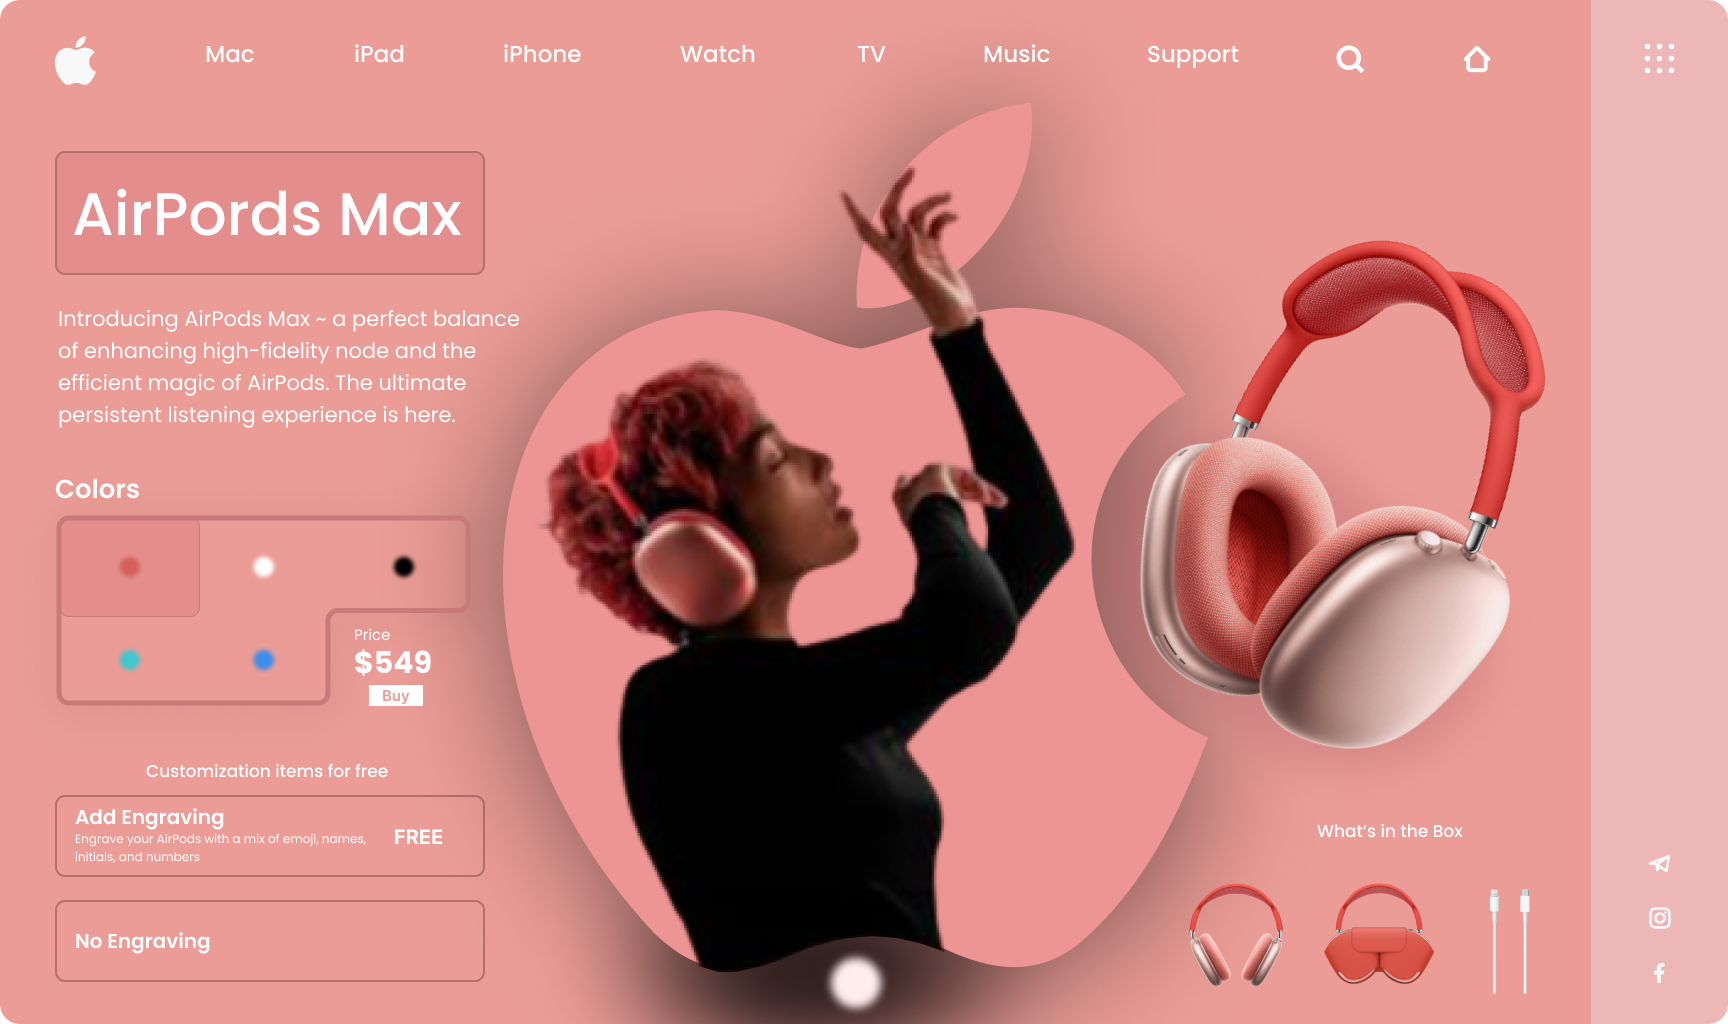 Mac iPad iPhone Watch TV Music Support
AirPords Max
Introducing AirPods Max ~ a perfect balance
of enhancing high-fidelity node and the
efficient magic of AirPods. The ultimate
persistent listening experience is here.
Colors
Price
$549
Buy
Customization items for free
Add Engraving
Engrave your AirPods with a mix of emoji, names,
initials, and numbers
FREE
No Engraving
What's in the Box